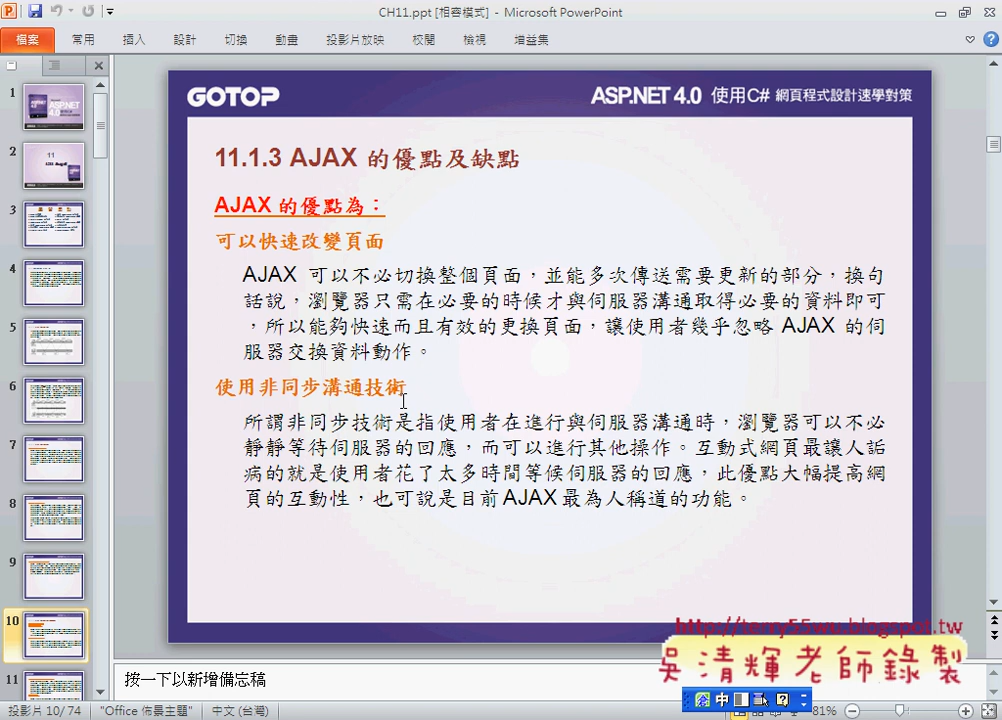 CH11.ppt [相容模式] - Microsoft PowerPoint
檔案 常用 插入 設計 切換 動畫 投影片放映 校閱 檢視 增益集
GOTOP
ASP.NET 4.0 使用C# 網頁程式設計速學對策
11.1.3 AJAX 的優點及缺點
AJAX 的優點為：
可以快速改變頁面
AJAX 可以不必切換整個頁面，並能多次傳送需要更新的部分，換句
話說，瀏覽器只需在必要的時候才與伺服器溝通取得必要的資料即可
，所以能夠快速而且有效的更換頁面，讓使用者幾乎忽略 AJAX 的伺
服器交換資料動作。
使用非同步溝通技術
所謂非同步技術是指使用者在進行與伺服器溝通時，瀏覽器可以不必
靜靜等待伺服器的回應，而可以進行其他操作。互動式網頁最讓人詬
病的就是使用者花了太多時間等候伺服器的回應，此優點大幅提高網
頁的互動性，也可說是目前AJAX最為人稱道的功能。
1
2
3
4
5
6
7
8
9
10
11
http://terry55wu.blogspot.tw
吳清輝老師錄製
按一下以新增備忘稿
中
投影片 10/74 "Office 佈景主題" 中文 (台灣) 81%